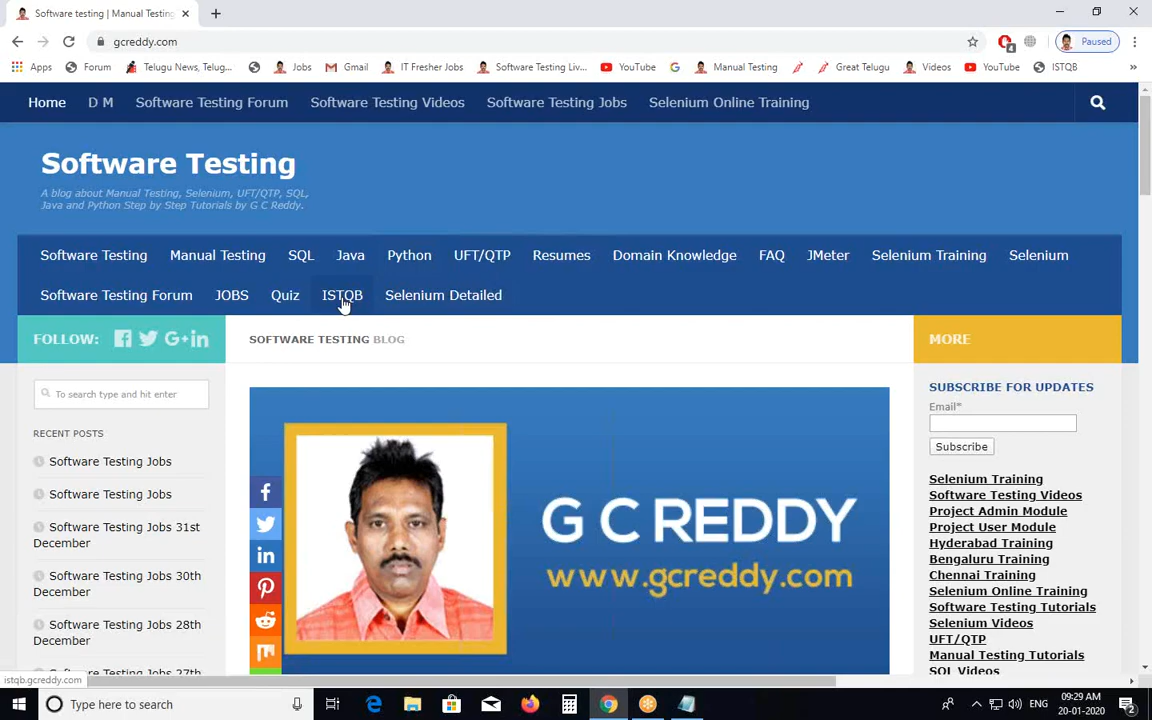 Software testing | Manual Testing
gcreddy.com
Paused
Apps Forum Telugu News, Telug... Jobs Gmail IT Fresher Jobs Software Testing Liv... YouTube Manual Testing Great Telugu Videos YouTube ISTQB »
Home D M Software Testing Forum Software Testing Videos Software Testing Jobs Selenium Online Training
Software Testing
A blog about Manual Testing, Selenium, UFT/QTP, SQL,
Java and Python Step by Step Tutorials by G C Reddy.
Software Testing Manual Testing SQL Java Python UFT/QTP Resumes Domain Knowledge FAQ JMeter Selenium Training Selenium
Software Testing Forum JOBS Quiz ISTQB Selenium Detailed
FOLLOW:
To search type and hit enter
RECENT POSTS
Software Testing Jobs
Software Testing Jobs
Software Testing Jobs 31st
December
Software Testing Jobs 30th
December
Software Testing Jobs 28th
December
Software Testing Jobs 27th
SOFTWARE TESTING BLOG
G C REDDY
www.gcreddy.com
MORE
SUBSCRIBE FOR UPDATES
Email*
Subscribe
Selenium Training
Software Testing Videos
Project Admin Module
Project User Module
Hyderabad Training
Bengaluru Training
Chennai Training
Selenium Online Training
Software Testing Tutorials
Selenium Videos
UFT/QTP
Manual Testing Tutorials
SQL Videos
istqb.gcreddy.com
Type here to search
ENG
09:29 AM
20-01-2020
2